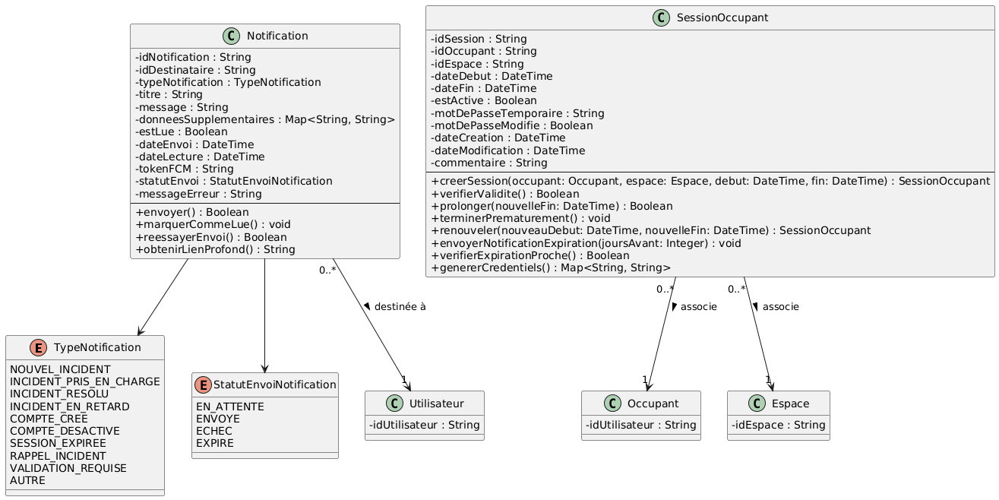 C Notification
-idNotification : String
-idDestinataire : String
-typeNotification : TypeNotification
-titre : String
-message : String
-donneesSupplementaires : Map<String, String>
-estLue : Boolean
-dateEnvoi : DateTime
-dateLecture : DateTime
-tokenFCM : String
-statutEnvoi : StatutEnvoiNotification
-messageErreur : String
+envoyer() : Boolean
+marquerCommeLue() : void
+reessayerEnvoi() : Boolean
+obtenirLienProfond() : String
C SessionOccupant
-idSession : String
-idOccupant : String
-idEspace : String
-dateDebut : DateTime
-dateFin : DateTime
-estActive : Boolean
-motDePasseTemporaire : String
-motDePasseModifie : Boolean
-dateCreation : DateTime
-dateModification : DateTime
-commentaire : String
+creerSession(occupant: Occupant, espace: Espace, debut: DateTime, fin: DateTime) : SessionOccupant
+verifierValidite() : Boolean
+prolonger(nouvelleFin: DateTime) : Boolean
+terminerPrematurement() : void
+renouveler(nouveauDebut: DateTime, nouvelleFin: DateTime) : SessionOccupant
+envoyerNotificationExpiration(joursAvant: Integer) : void
+verifierExpirationProche() : Boolean
+genererCredentiels() : Map<String, String>
0..*
destinée à
1
0..*
associe
1
0..*
associe
1
E TypeNotification
NOUVEL_INCIDENT
INCIDENT_PRIS_EN_CHARGE
INCIDENT_RESOLU
INCIDENT_EN_RETARD
COMPTE_CREE
COMPTE_DESACTIVE
SESSION_EXPIREE
RAPPEL_INCIDENT
VALIDATION_REQUISE
AUTRE
E StatutEnvoiNotification
EN_ATTENTE
ENVOYE
ECHEC
EXPIRE
C Utilisateur
-idUtilisateur : String
C Occupant
-idUtilisateur : String
C Espace
-idEspace : String